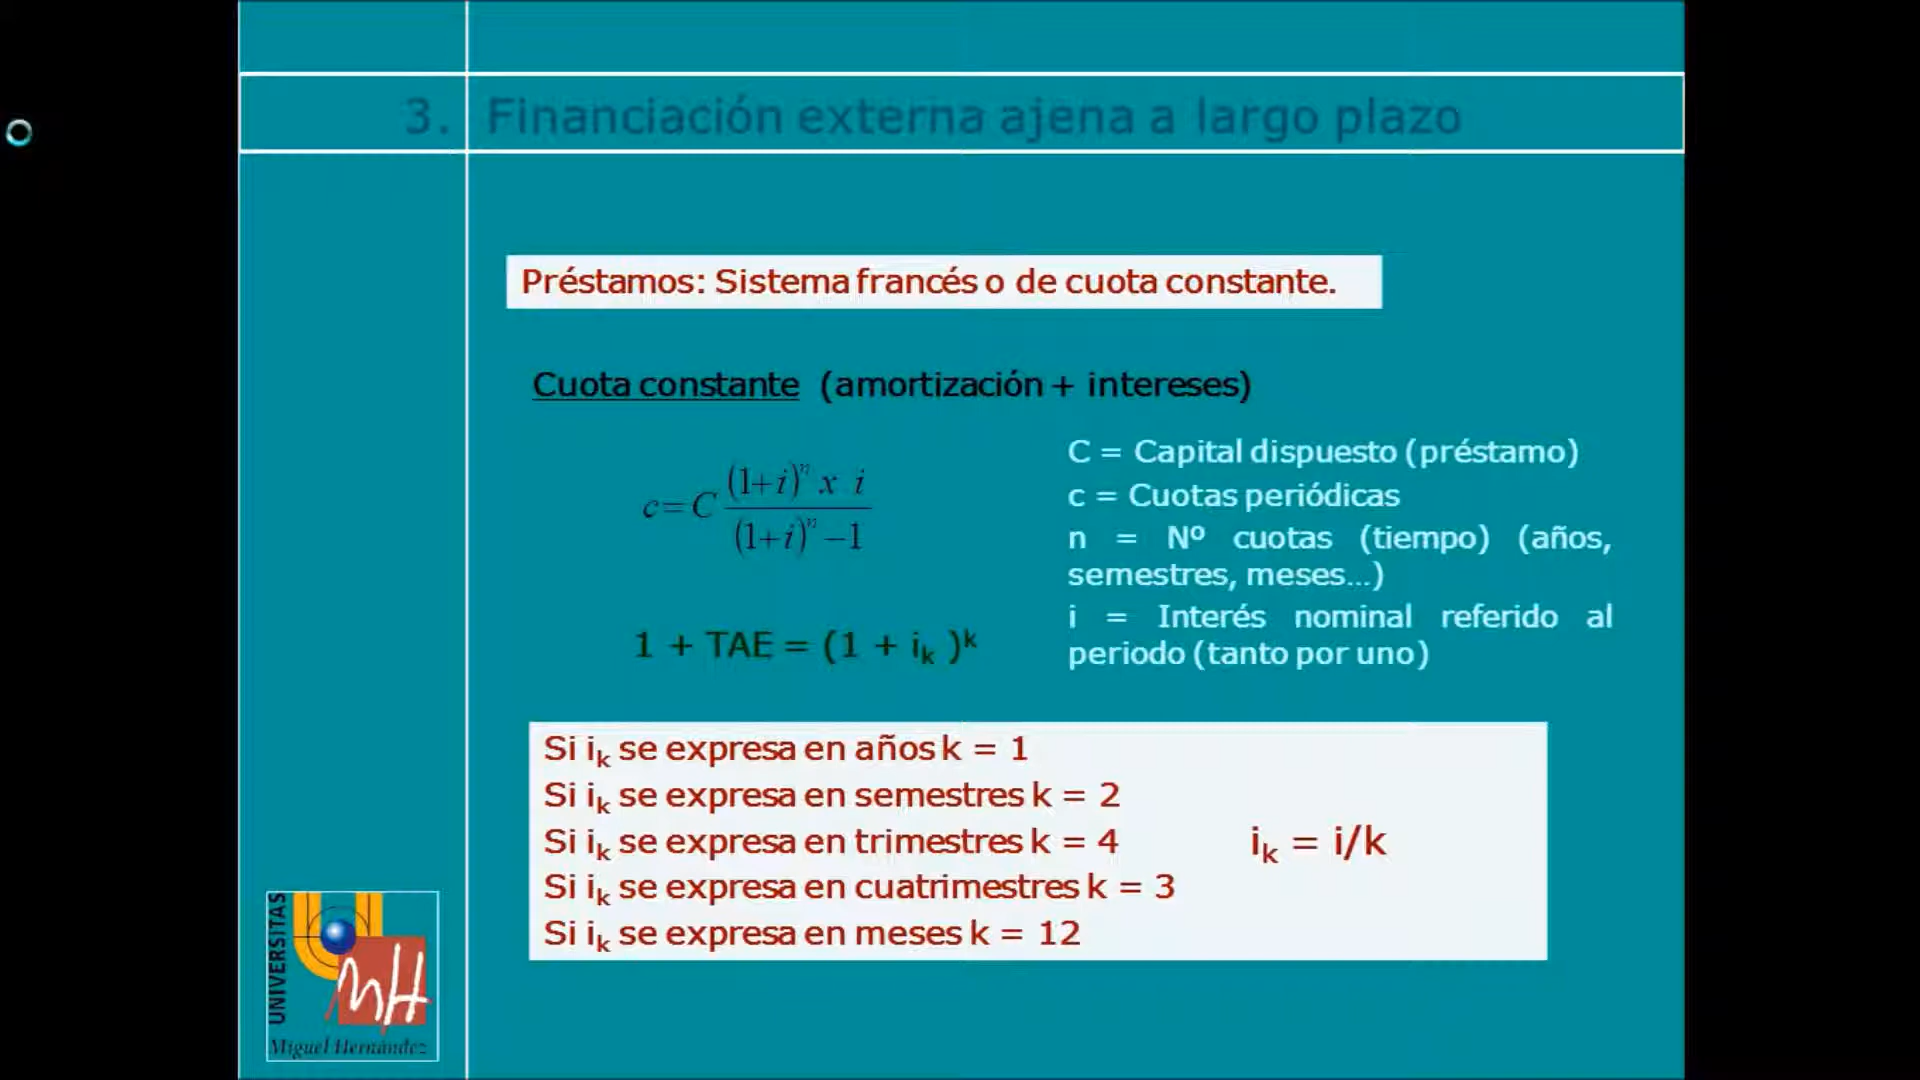 3. Financiación externa ajena a largo plazo
Préstamos: Sistema francés o de cuota constante.
Cuota constante (amortización + intereses)
c = C (1+i)ⁿ x i / (1+i)ⁿ − 1
1 + TAE = (1 + iₖ )ᵏ
C = Capital dispuesto (préstamo)
c = Cuotas periódicas
n = Nº cuotas (tiempo) (años,
semestres, meses...)
i = Interés nominal referido al
periodo (tanto por uno)
Si iₖ se expresa en años k = 1
Si iₖ se expresa en semestres k = 2
Si iₖ se expresa en trimestres k = 4
Si iₖ se expresa en cuatrimestres k = 3
Si iₖ se expresa en meses k = 12
iₖ = i/k
UNIVERSITAS
MH
Miguel Hernández